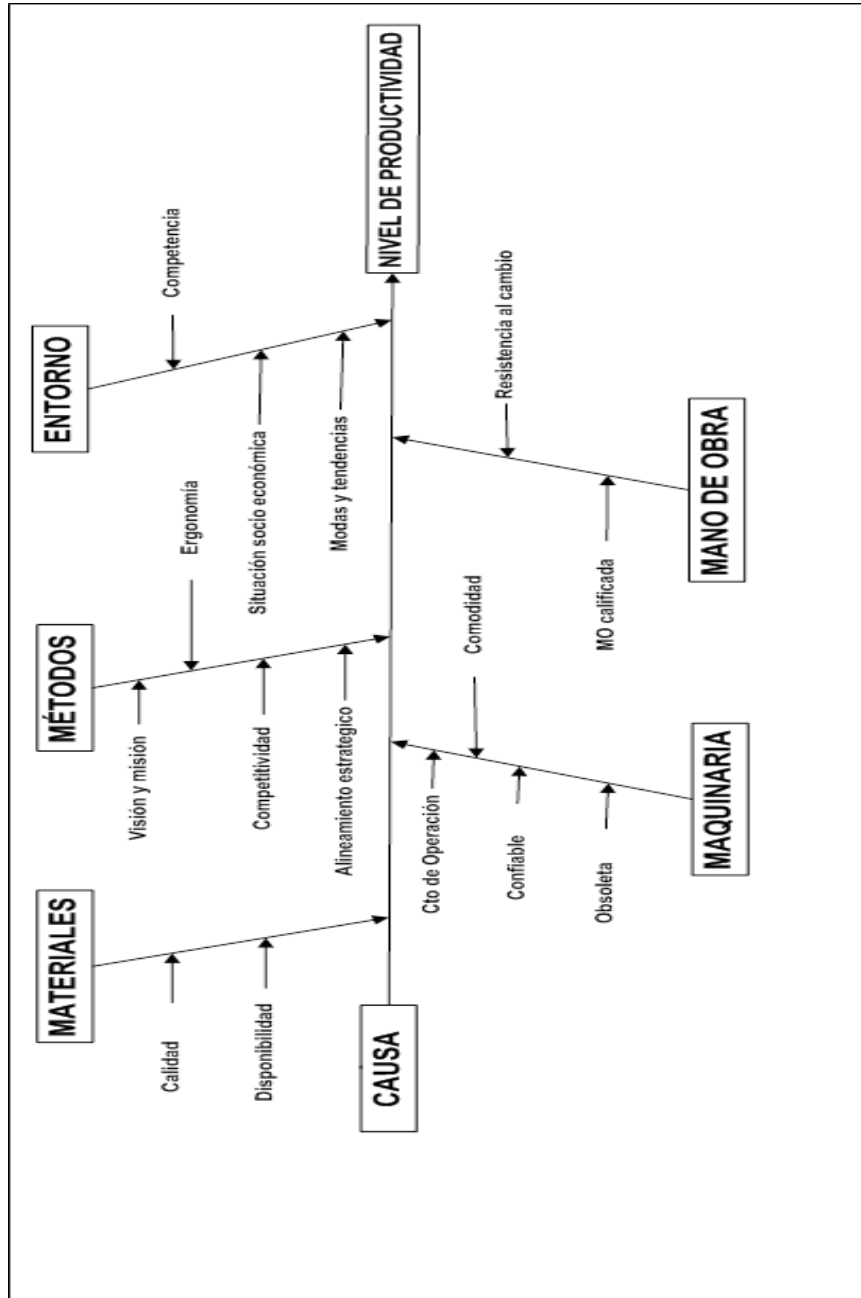 MATERIALES
Calidad
Disponibilidad
MÉTODOS
Visión y misión
Ergonomía
Competitividad
Alineamiento estrategico
ENTORNO
Competencia
Situación socio económica
Modas y tendencias
CAUSA
NIVEL DE PRODUCTIVIDAD
Cto de Operación
Comodidad
Confiable
Obsoleta
MAQUINARIA
Resistencia al cambio
MO calificada
MANO DE OBRA